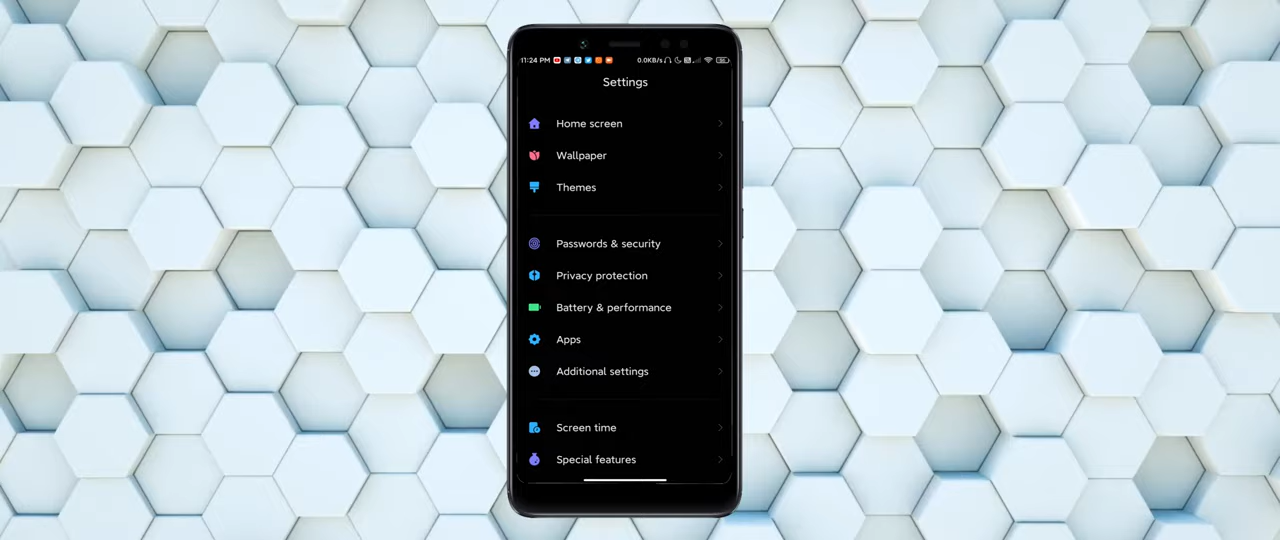 11:24 PM 0.0KB/s
Settings
Home screen
Wallpaper
Themes
Passwords & security
Privacy protection
Battery & performance
Apps
Additional settings
Screen time
Special features